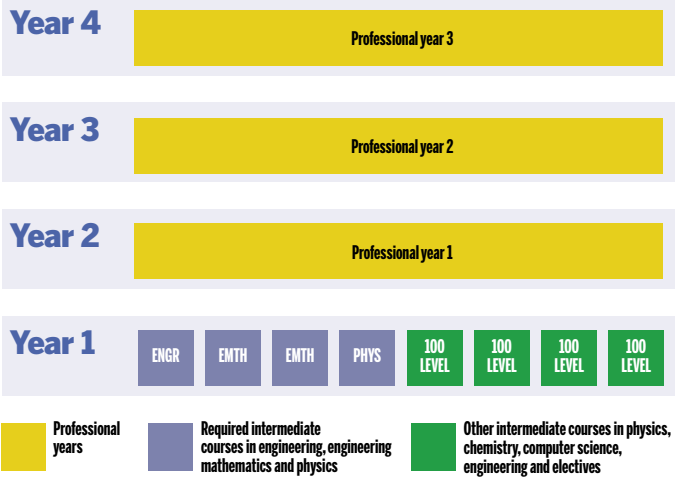 Year 4
Professional year 3
Year 3
Professional year 2
Year 2
Professional year 1
Year 1
ENGR
EMTH
EMTH
PHYS
100
LEVEL
100
LEVEL
100
LEVEL
100
LEVEL
Professional
years
Required intermediate
courses in engineering, engineering
mathematics and physics
Other intermediate courses in physics,
chemistry, computer science,
engineering and electives